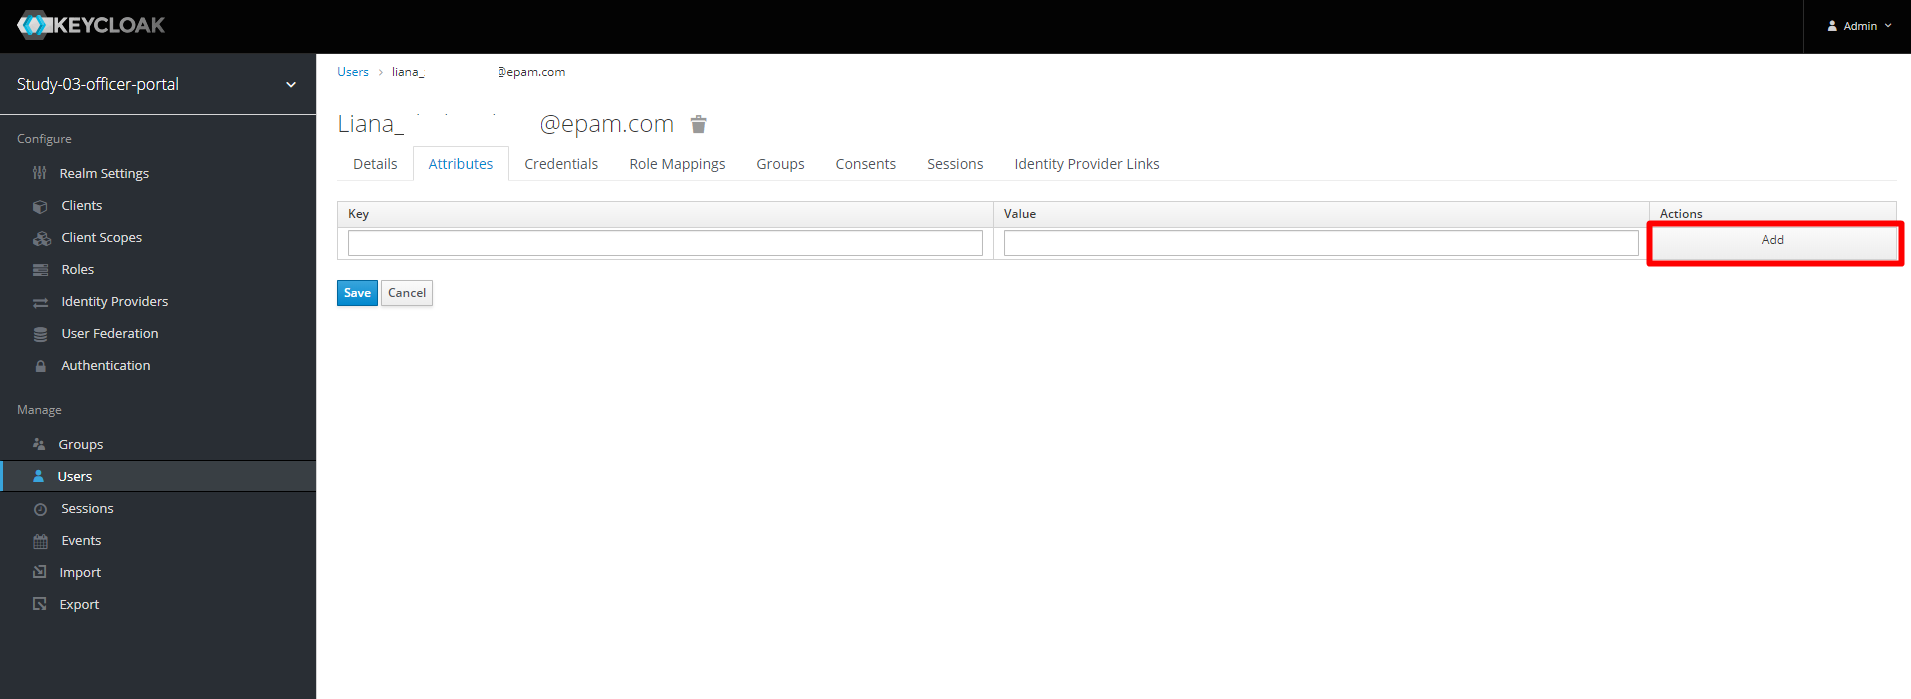 KEYCLOAK
Admin
Study-03-officer-portal
Configure
Realm Settings
Clients
Client Scopes
Roles
Identity Providers
User Federation
Authentication
Manage
Groups
Users
Sessions
Events
Import
Export
Users > liana_ @epam.com
Liana_ @epam.com
Details Attributes Credentials Role Mappings Groups Consents Sessions Identity Provider Links
Key Value Actions
Add
Save Cancel